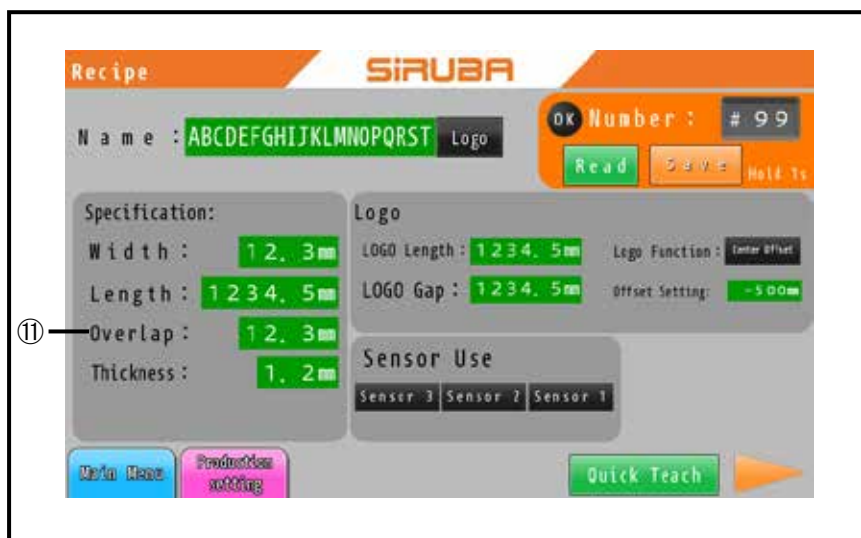 Recipe
SiRUBA
Name : ABCDEFGHIJKLMNOPQRST Logo
OK Number : # 99
Read Save Hold 1s
Specification:
Width : 12. 3mm
Length : 1234. 5mm
⑪ Overlap : 12. 3mm
Thickness : 1. 2mm
Logo
LOGO Length : 1234. 5mm Logo Function : Center Offset
LOGO Gap : 1234. 5mm Offset Setting: -500mm
Sensor Use
Sensor 3 Sensor 2 Sensor 1
Main Menu
Production
setting
Quick Teach